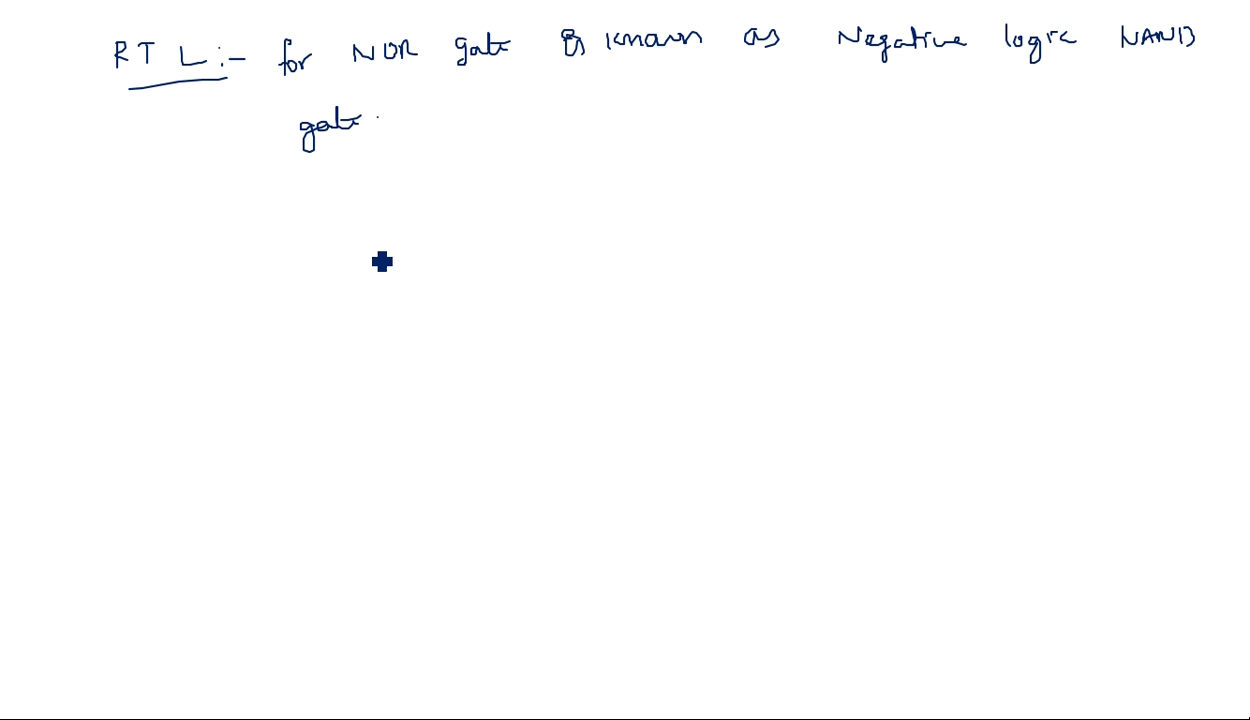 RTL:- for NOR gate is known as Negative logic NAND
gate.